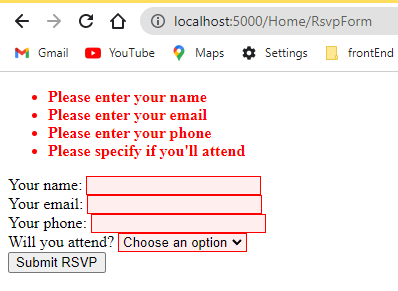 localhost:5000/Home/RsvpForm
Gmail YouTube Maps Settings frontEnd
Please enter your name
Please enter your email
Please enter your phone
Please specify if you'll attend
Your name:
Your email:
Your phone:
Will you attend? Choose an option
Submit RSVP